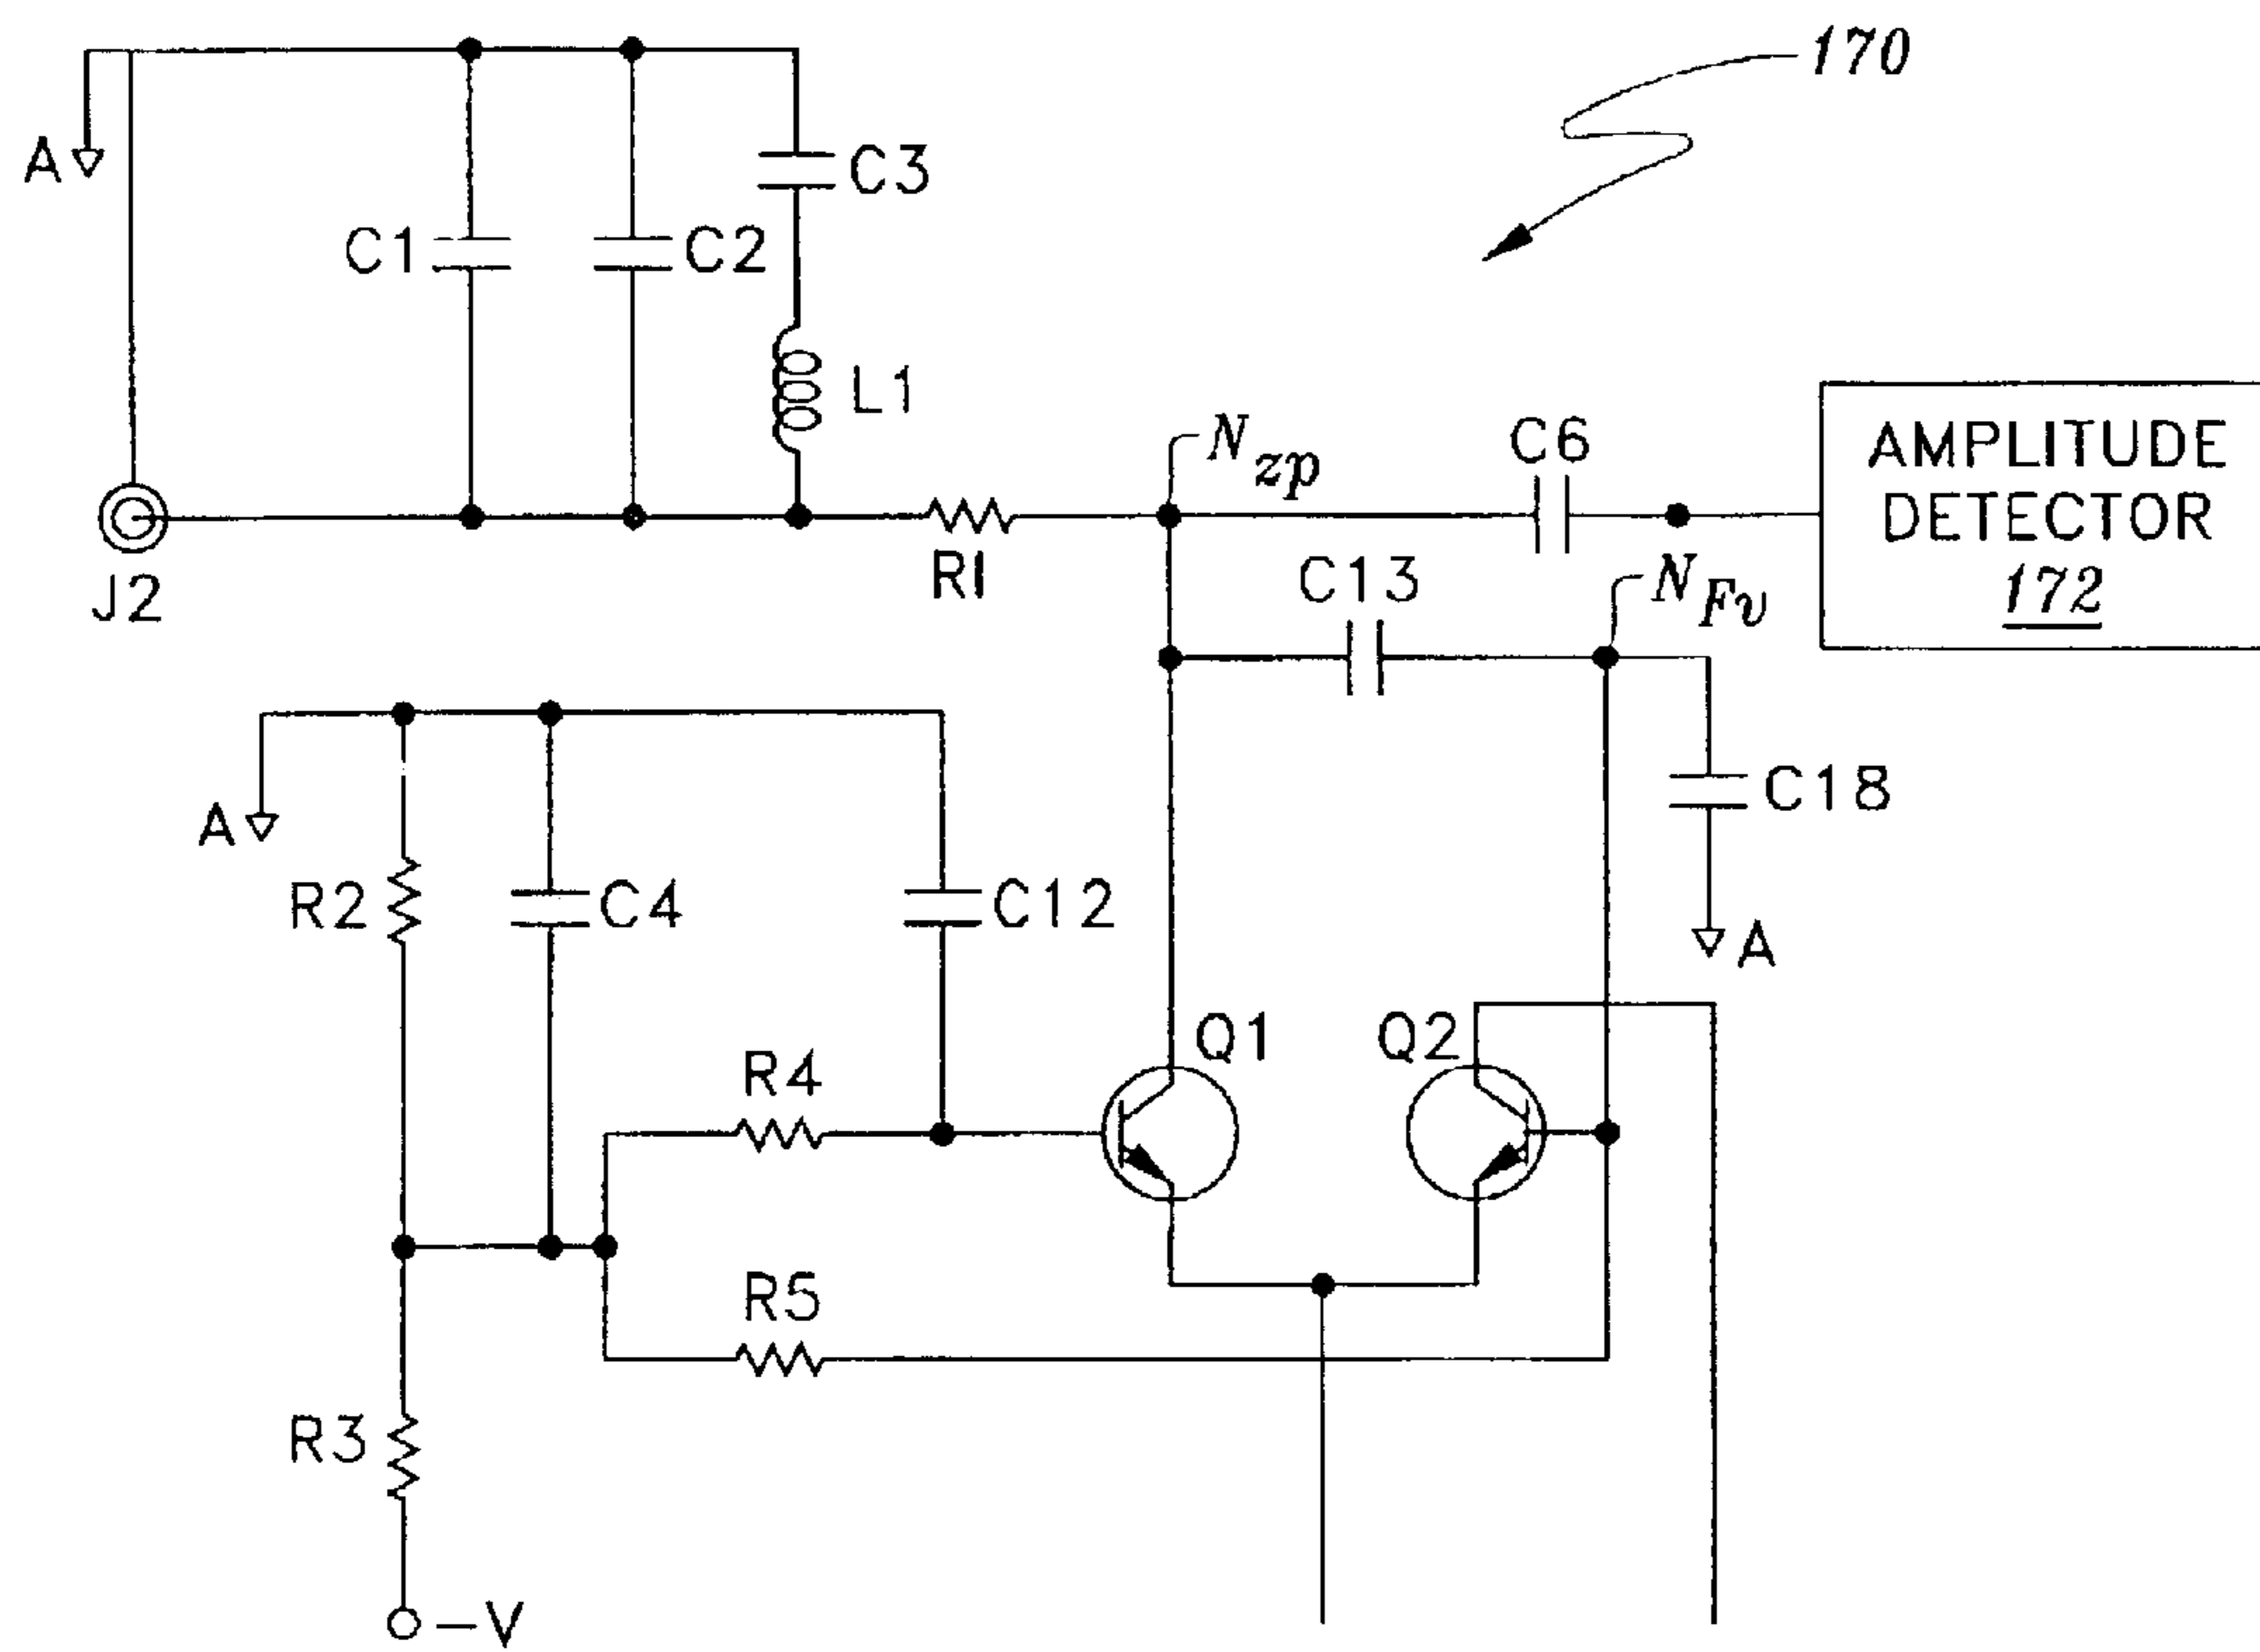 170
A
C3
C1
C2
L1
N_zp
C6
AMPLITUDE
DETECTOR
172
J2
R1
C13
N_Fv
A
R2
C4
C12
C18
A
Q1
Q2
R4
R5
R3
-V